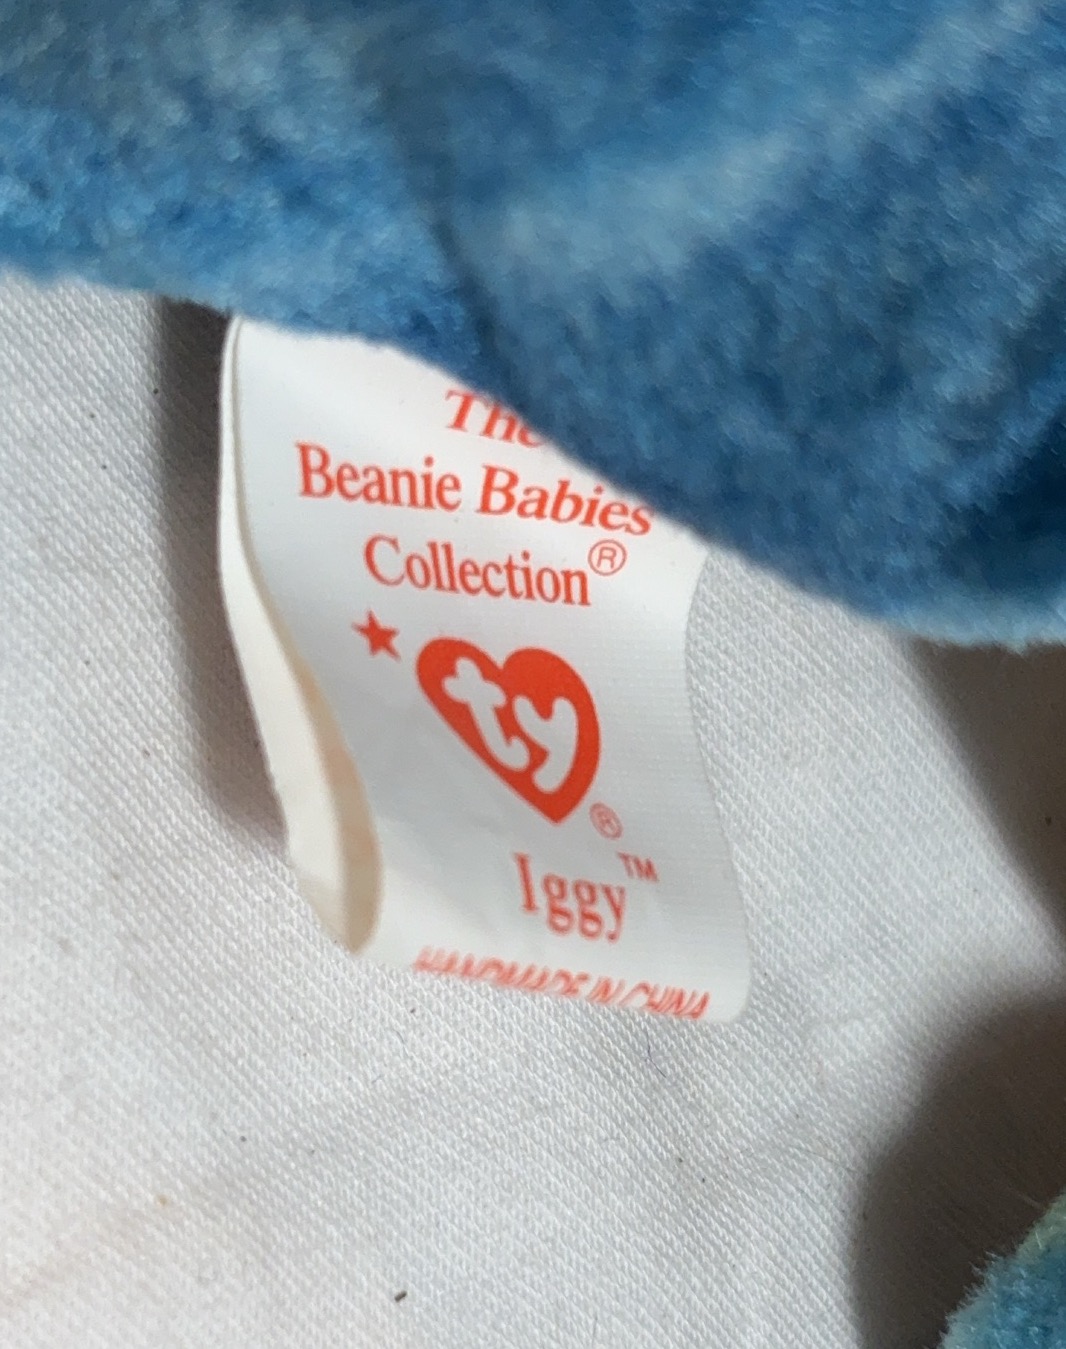 The
Beanie Babies
Collection®
ty®
Iggy™
HANDMADE IN CHINA